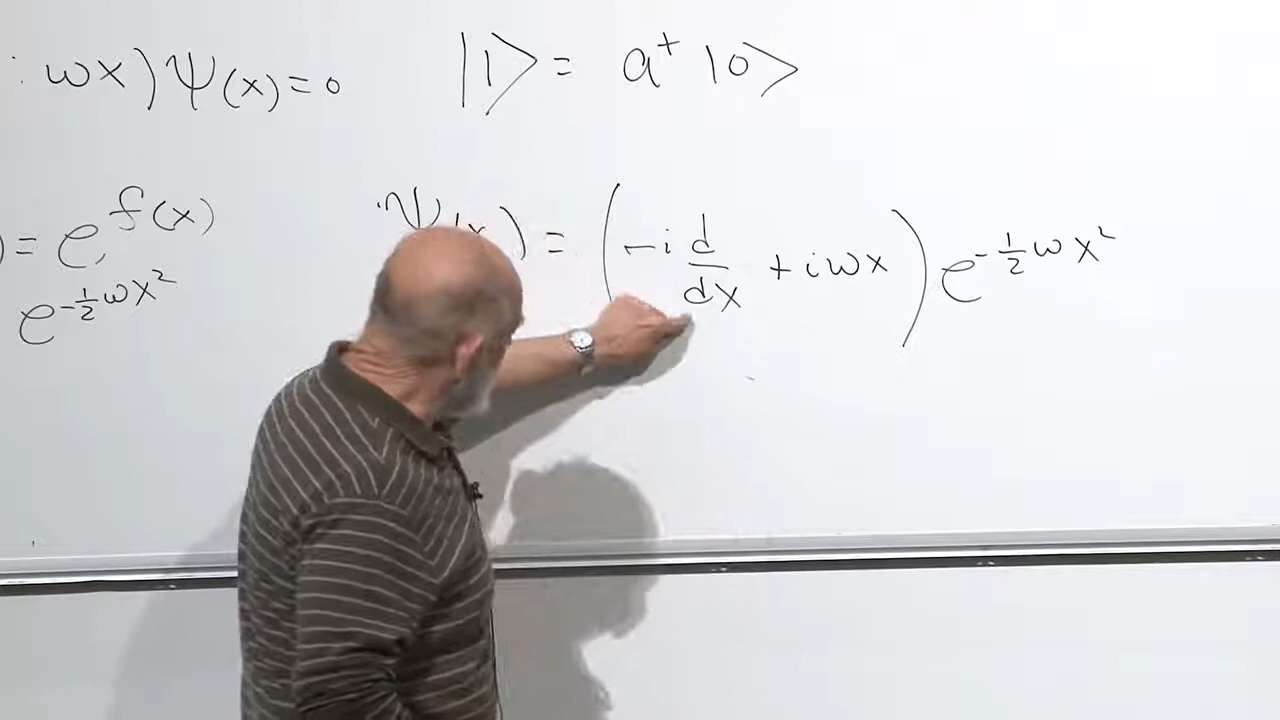 : ωx)Ψ(x)=0
|1> = a⁺ |0>
) = e^{f(x)}
e^{-½ωx²}
Ψ (x) = (-i d/dx + iωx) e^{-½ωx²}